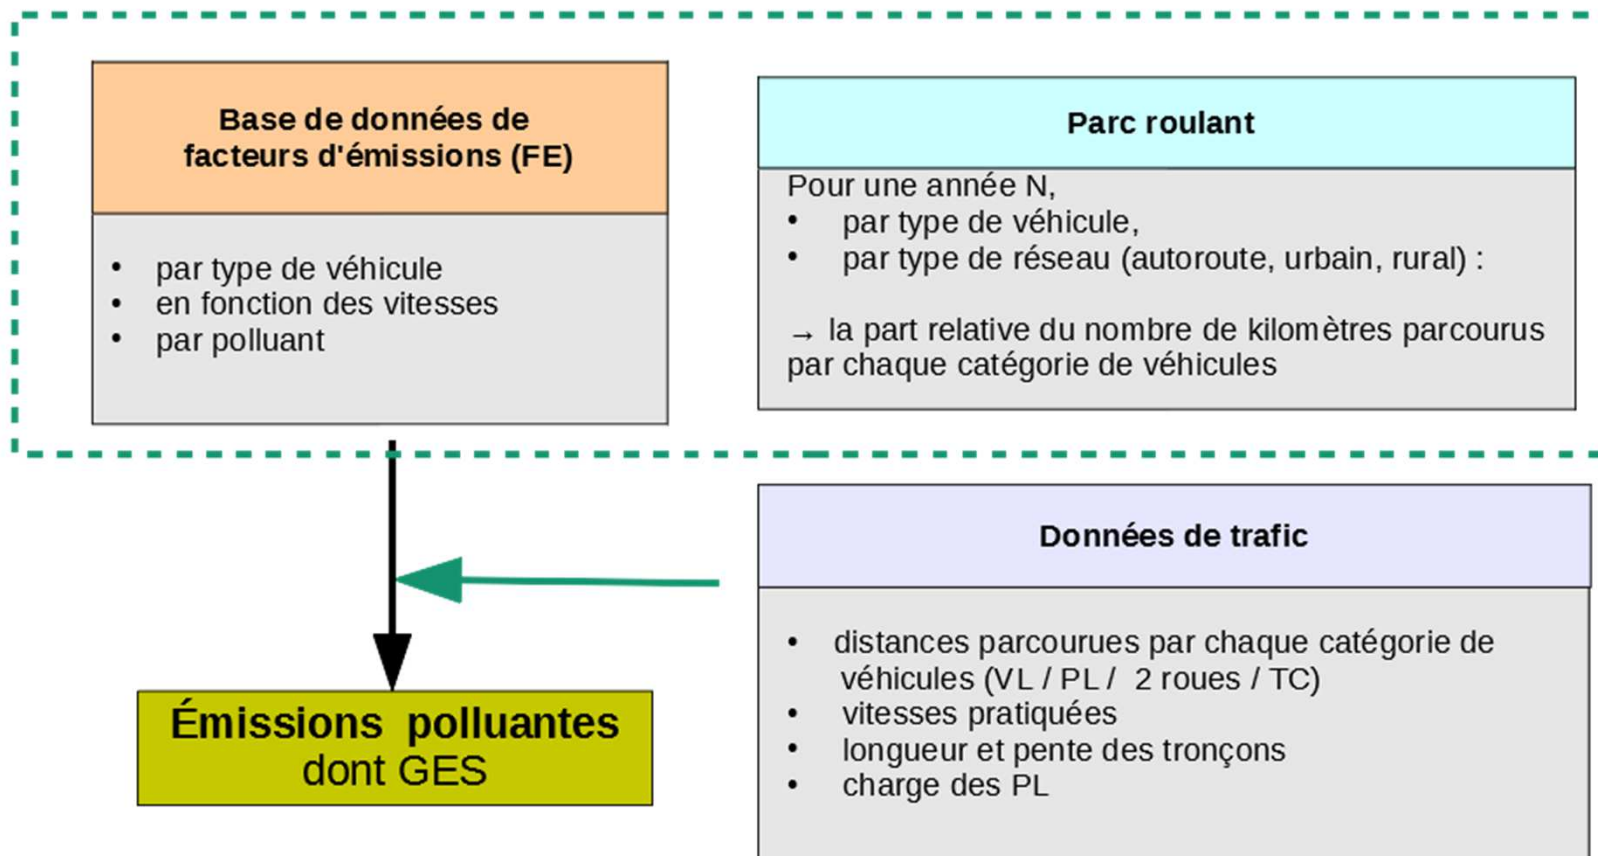 Base de données de
facteurs d'émissions (FE)
• par type de véhicule
• en fonction des vitesses
• par polluant
Parc roulant
Pour une année N,
• par type de véhicule,
• par type de réseau (autoroute, urbain, rural) :
→ la part relative du nombre de kilomètres parcourus
par chaque catégorie de véhicules
Données de trafic
• distances parcourues par chaque catégorie de
véhicules (VL / PL / 2 roues / TC)
• vitesses pratiquées
• longueur et pente des tronçons
• charge des PL
Émissions polluantes
dont GES